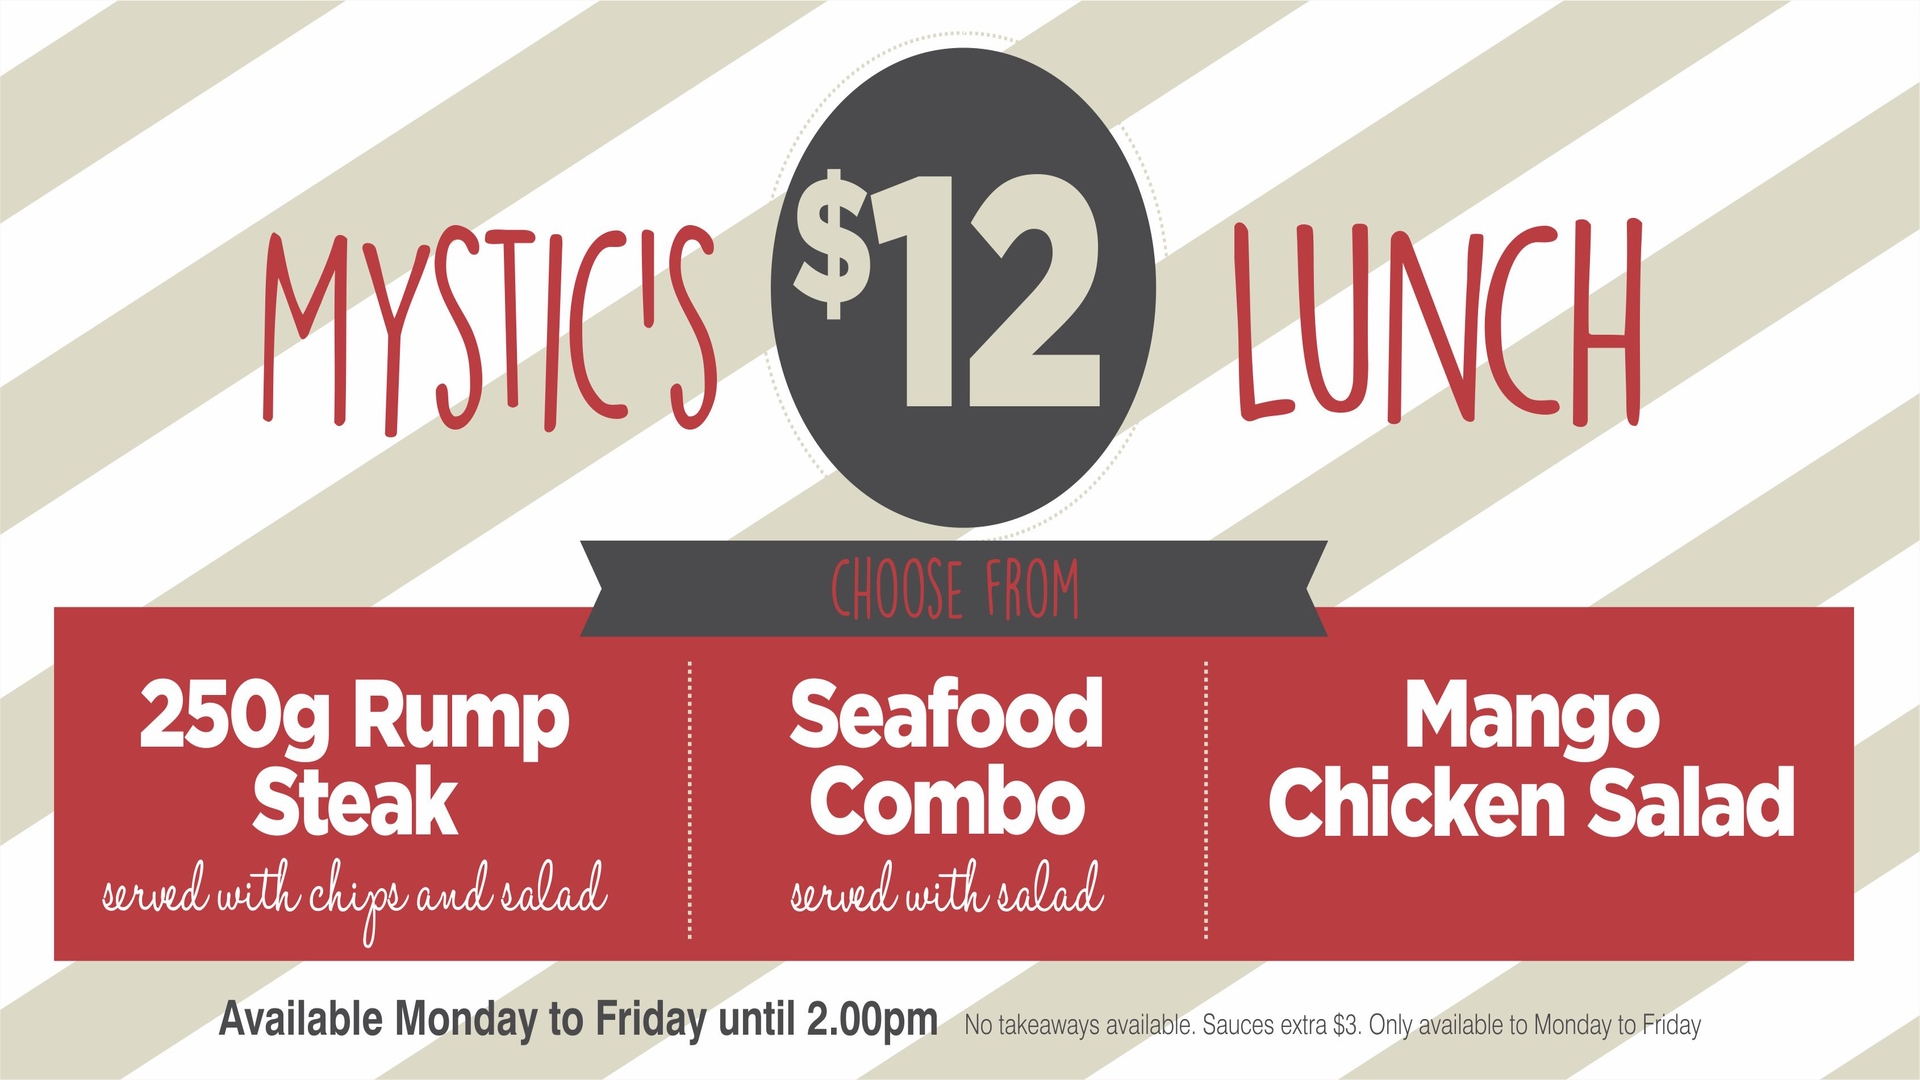 MYSTIC'S $12 LUNCH
CHOOSE FROM
250g Rump
Steak
served with chips and salad
Seafood
Combo
served with salad
Mango
Chicken Salad
Available Monday to Friday until 2.00pm No takeaways available. Sauces extra $3. Only available to Monday to Friday